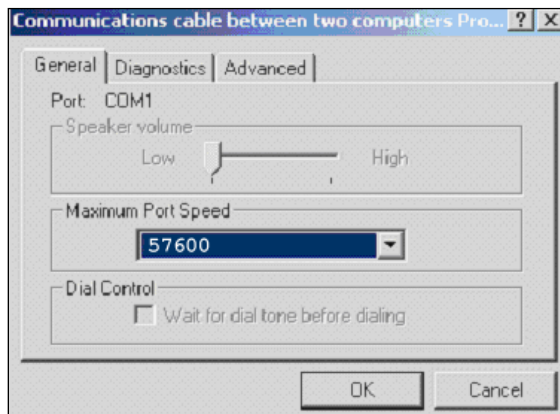 Communications cable between two computers Pro... ? X
General Diagnostics Advanced
Port: COM1
Speaker volume
Low High
Maximum Port Speed
57600
Dial Control
Wait for dial tone before dialing
OK Cancel